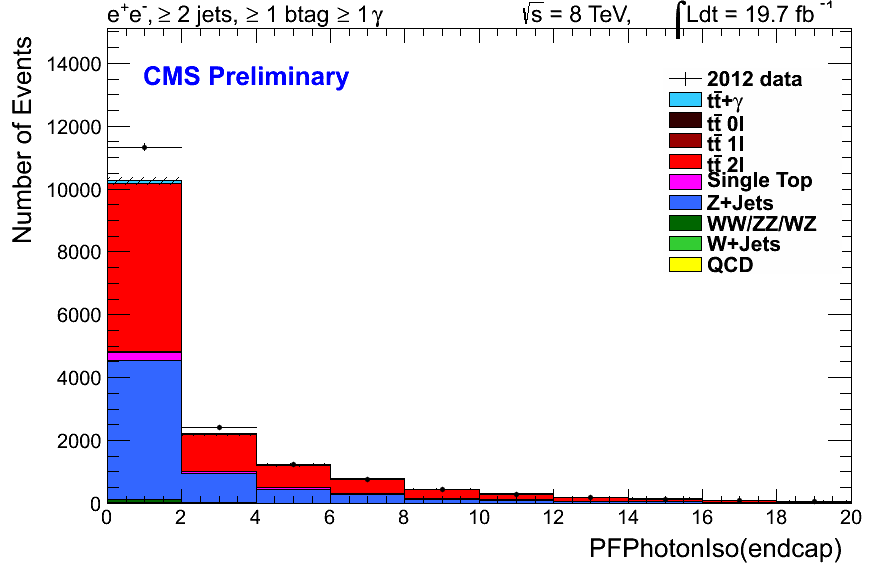 e⁺e⁻, ≥ 2 jets, ≥ 1 btag ≥ 1 γ
√s = 8 TeV, ∫Ldt = 19.7 fb⁻¹
CMS Preliminary
2012 data
tt̄+γ
tt̄ 0l
tt̄ 1l
tt̄ 2l
Single Top
Z+Jets
WW/ZZ/WZ
W+Jets
QCD
Number of Events
14000
12000
10000
8000
6000
4000
2000
0
0 2 4 6 8 10 12 14 16 18 20
PFPhotonIso(endcap)